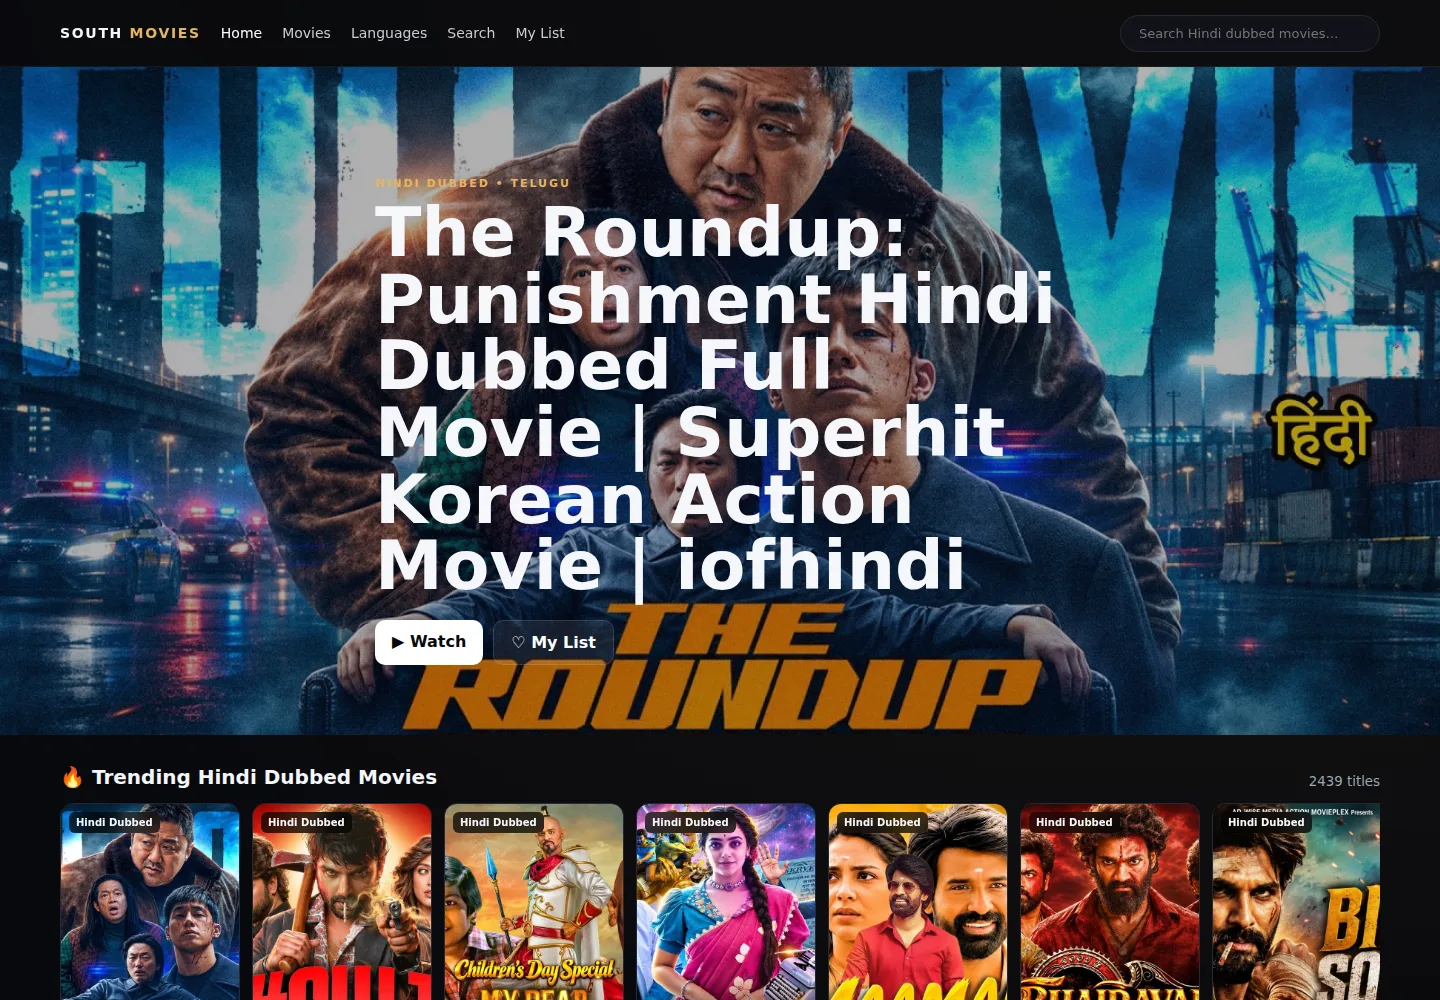 SOUTH MOVIES Home Movies Languages Search My List Search Hindi dubbed movies...
HINDI DUBBED • TELUGU
The Roundup:
Punishment Hindi
Dubbed Full
Movie | Superhit
Korean Action
Movie | iofhindi
हिंदी
▶ Watch ♡ My List
THE
ROUNDUP
🔥 Trending Hindi Dubbed Movies 2439 titles
Hindi Dubbed Hindi Dubbed Hindi Dubbed Hindi Dubbed Hindi Dubbed Hindi Dubbed Hindi Dubbed
Children's Day Special
MY DEAR